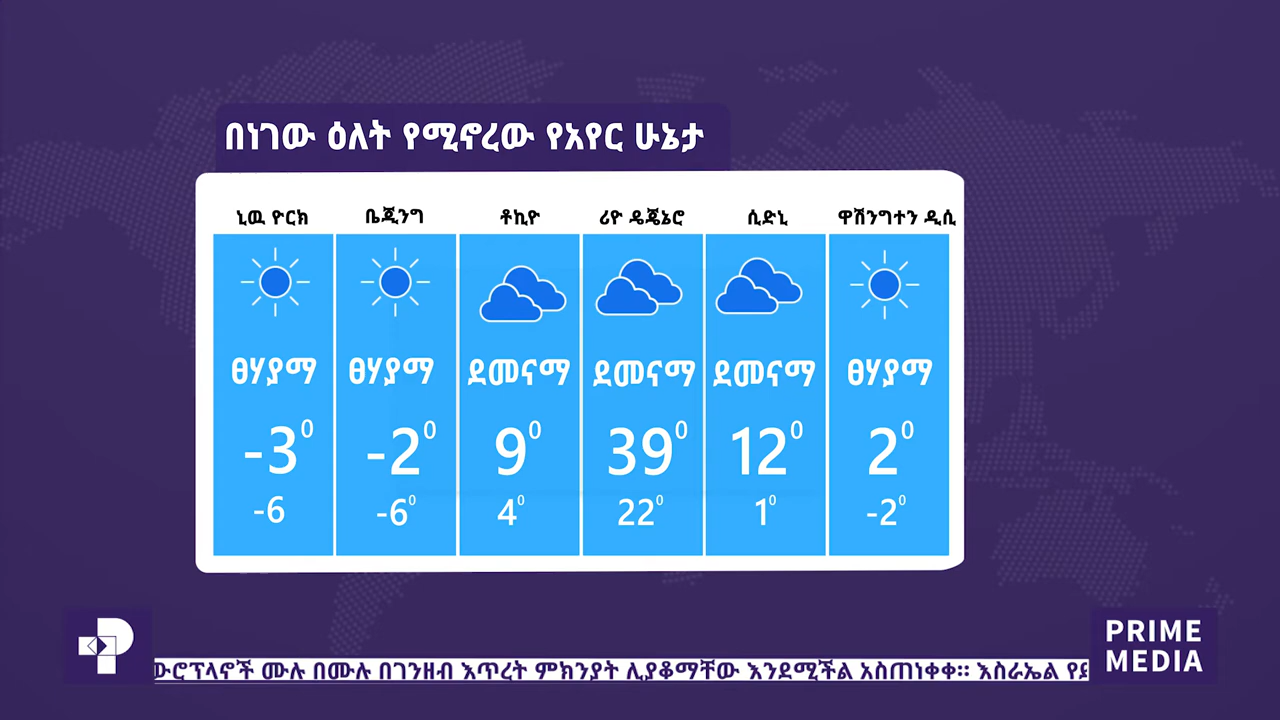 በነገው ዕለት የሚኖረው የአየር ሁኔታ
ኒዉ ዮርክ ቤጂንግ ቶኪዮ ሪዮ ዴጄኔሮ ሲድኒ ዋሽንግተን ዲሲ
ፀሃያማ ፀሃያማ ደመናማ ደመናማ ደመናማ ፀሃያማ
-3⁰ -2⁰ 9⁰ 39⁰ 12⁰ 2⁰
-6 -6⁰ 4⁰ 22⁰ 1⁰ -2⁰
PRIME
MEDIA
ውሮፕላኖች ሙሉ በሙሉ በገንዘብ እጥረት ምክንያት ሊያቆማቸው እንደሚችል አስጠነቀቀ። እስራኤል